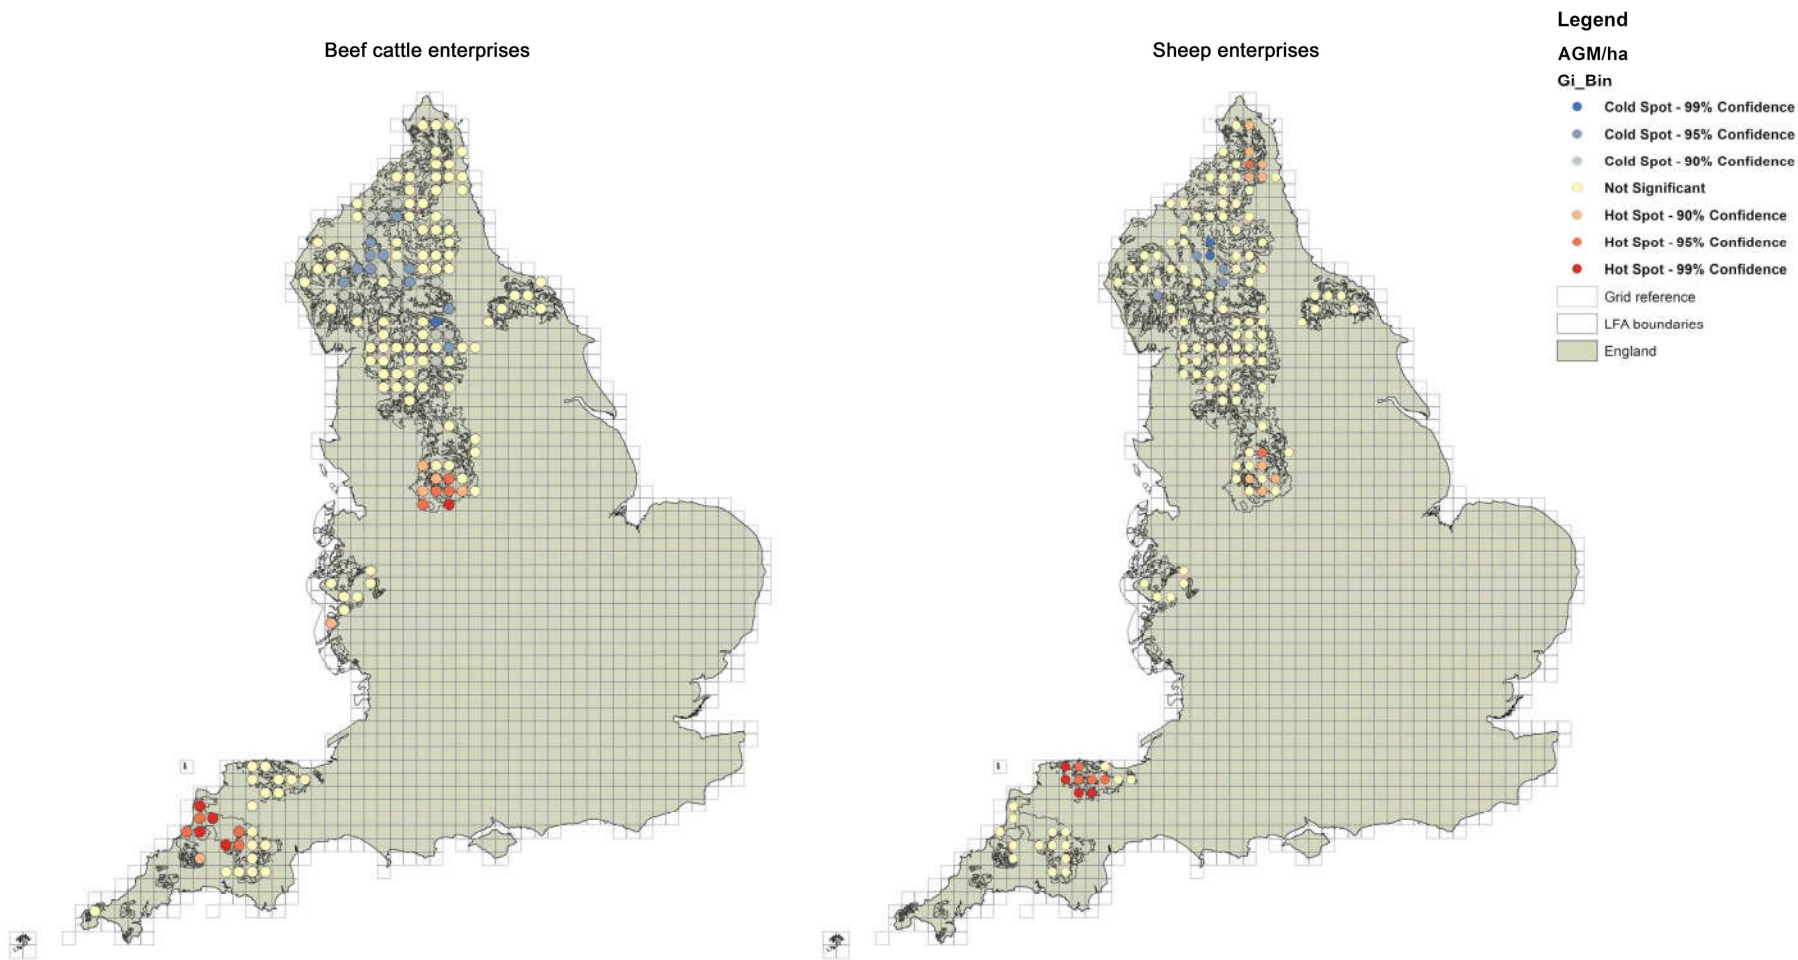 Beef cattle enterprises
Sheep enterprises
Legend
AGM/ha
Gi_Bin
Cold Spot - 99% Confidence
Cold Spot - 95% Confidence
Cold Spot - 90% Confidence
Not Significant
Hot Spot - 90% Confidence
Hot Spot - 95% Confidence
Hot Spot - 99% Confidence
Grid reference
LFA boundaries
England